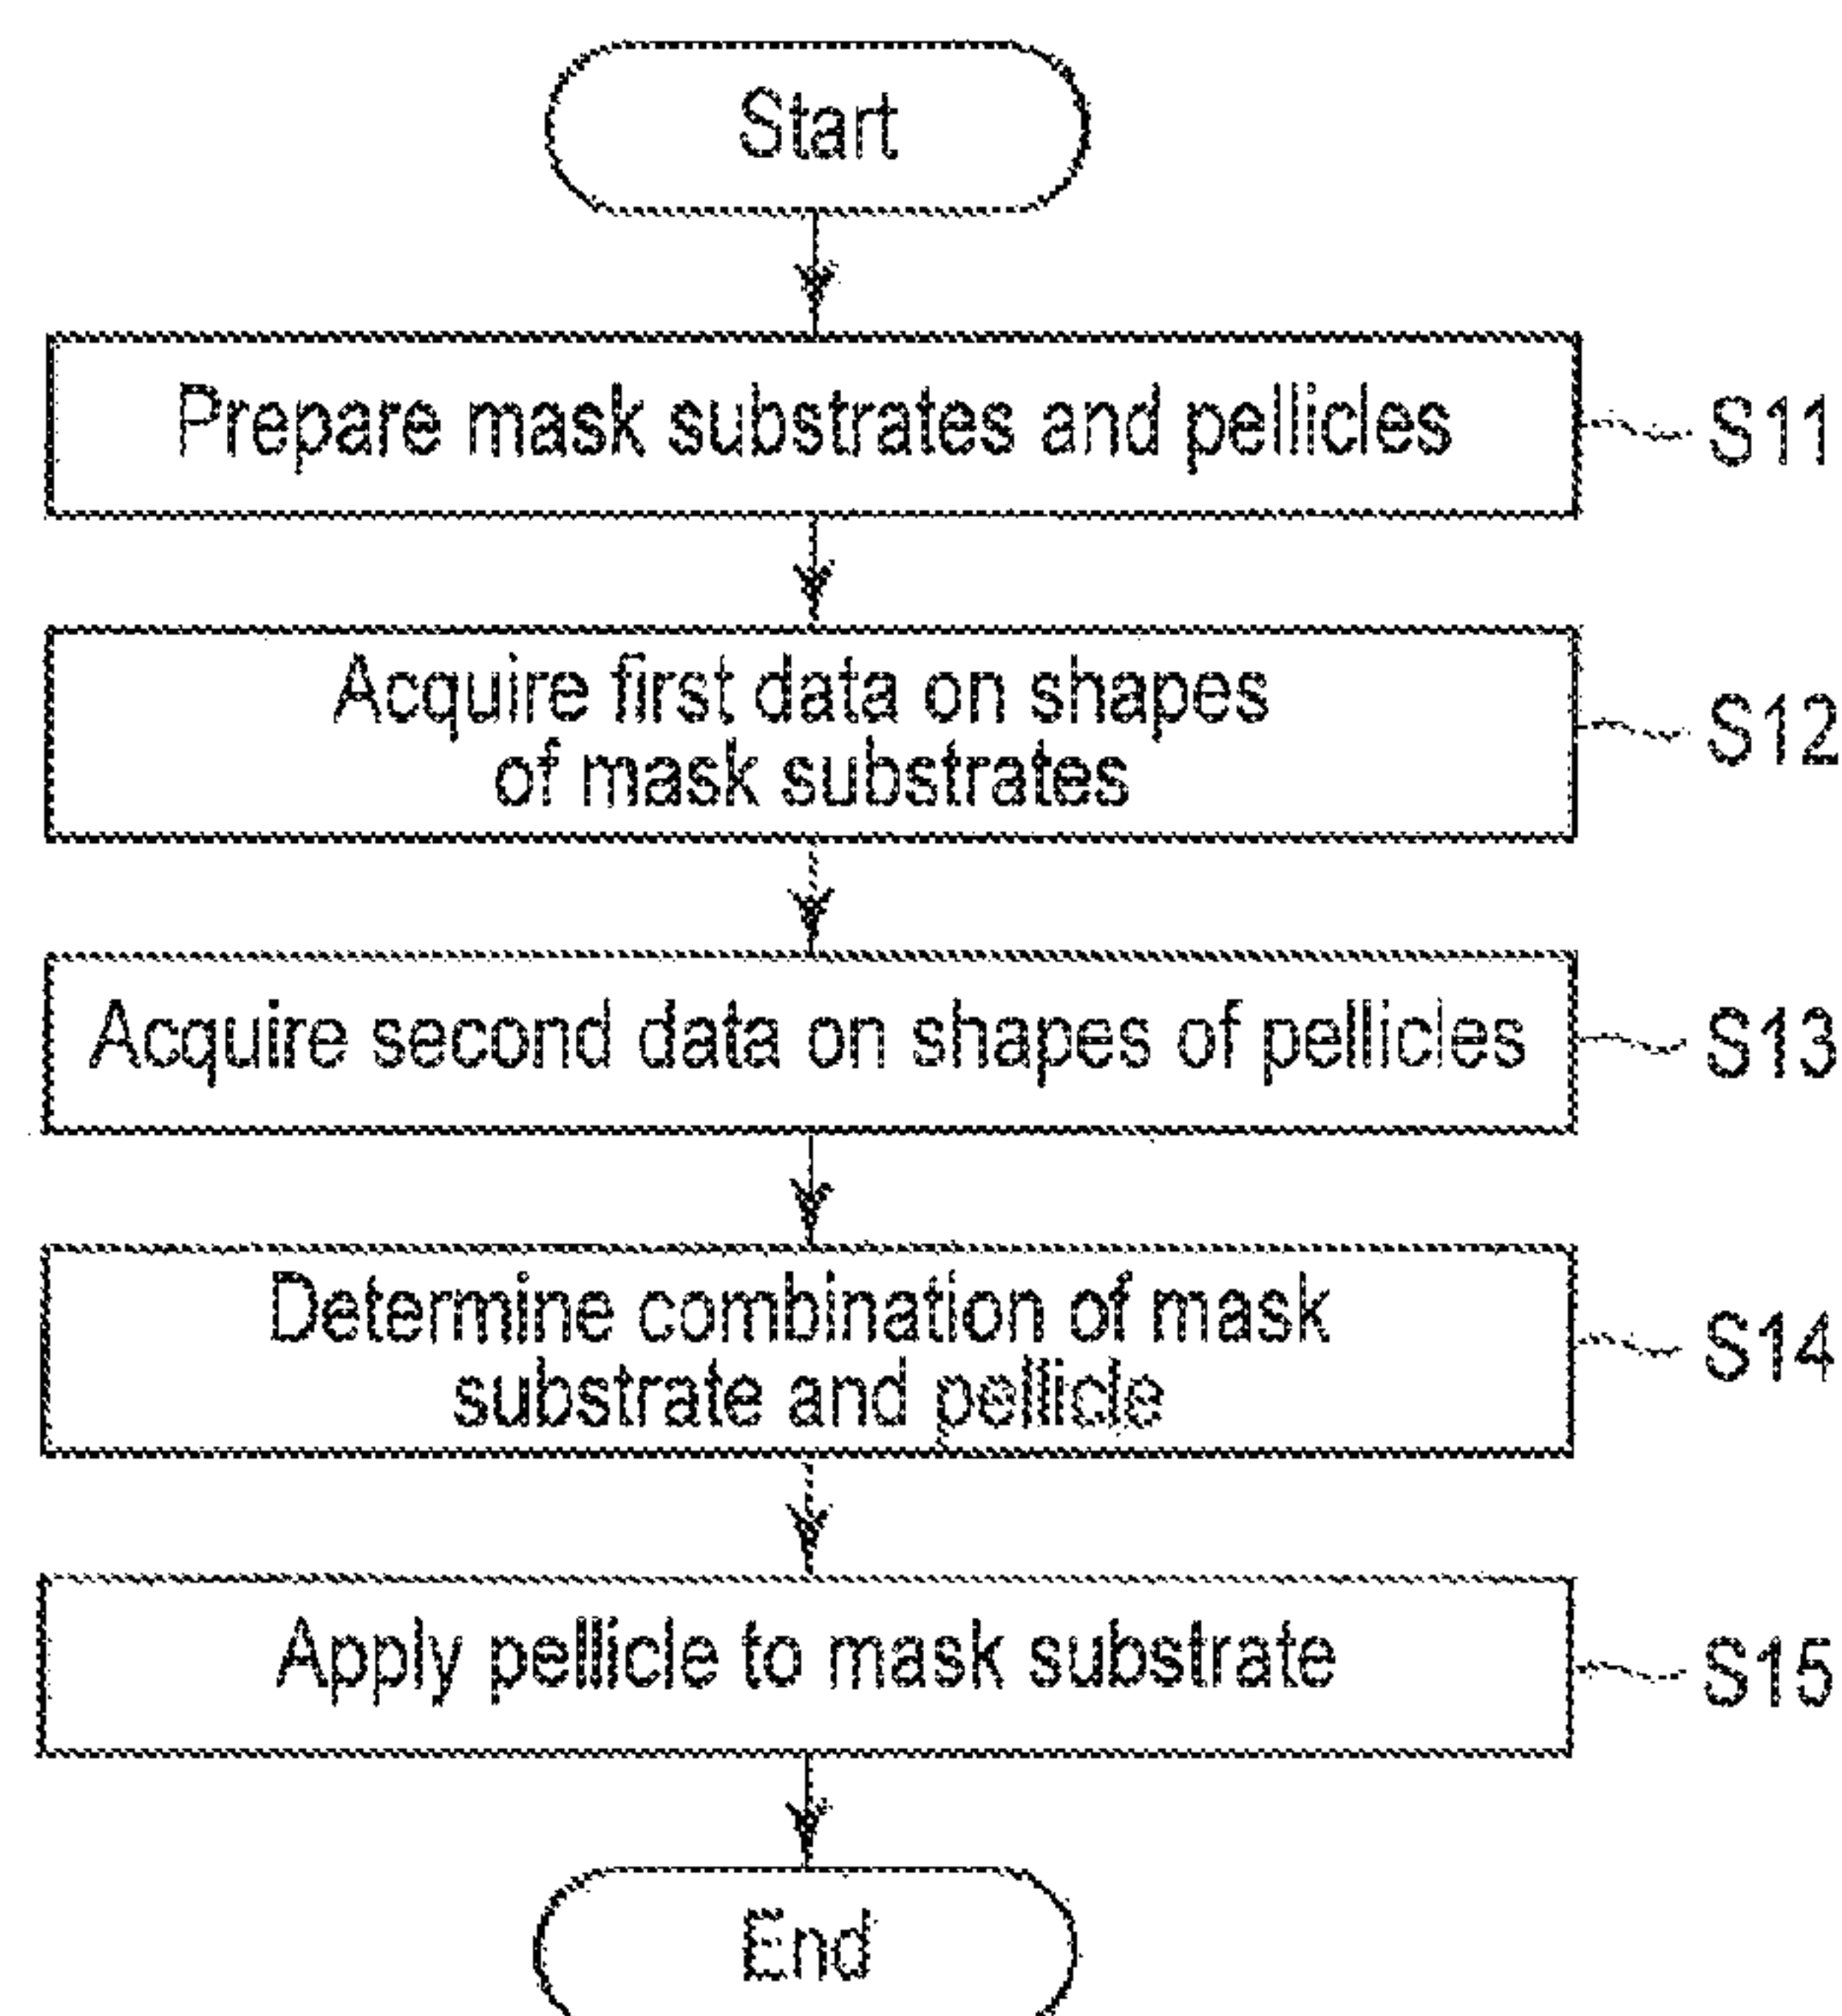 Start
Prepare mask substrates and pellicles
S11
Acquire first data on shapes
of mask substrates
S12
Acquire second data on shapes of pellicles
S13
Determine combination of mask
substrate and pellicle
S14
Apply pellicle to mask substrate
S15
End